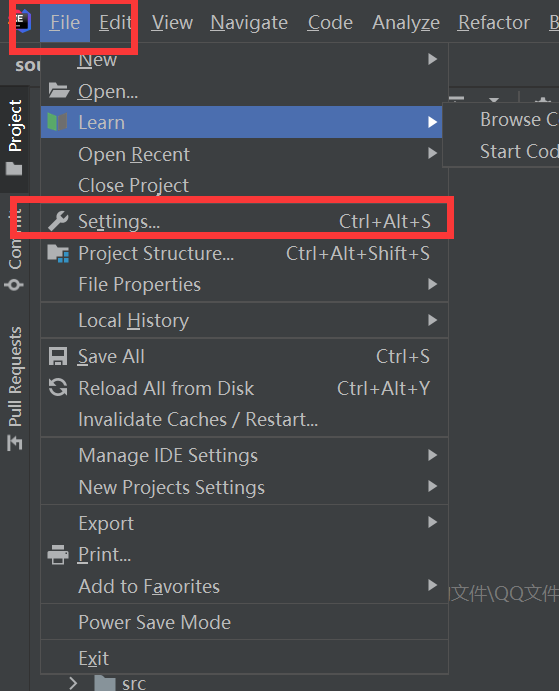 File Edit View Navigate Code Analyze Refactor B
sou
New
Open...
Learn
Browse C
Start Cod
Open Recent
Close Project
Settings... Ctrl+Alt+S
Project Structure... Ctrl+Alt+Shift+S
File Properties
Local History
Save All Ctrl+S
Reload All from Disk Ctrl+Alt+Y
Invalidate Caches / Restart...
Manage IDE Settings
New Projects Settings
Export
Print...
Add to Favorites
文件\QQ文件
Power Save Mode
Exit
src
Project
Commit
Pull Requests